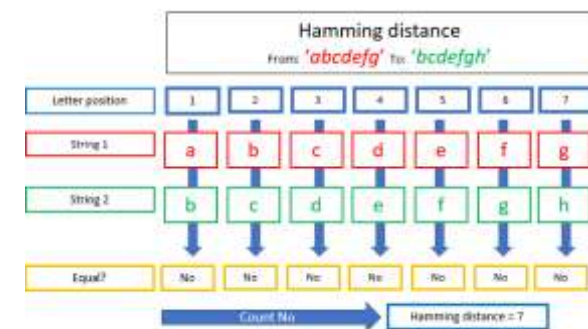 Hamming distance
From: 'abcdefg' To: 'bcdefgh'
Letter position 1 2 3 4 5 6 7
String 1 a b c d e f g
String 2 b c d e f g h
Equal? No No No No No No No
Count No Hamming distance = 7